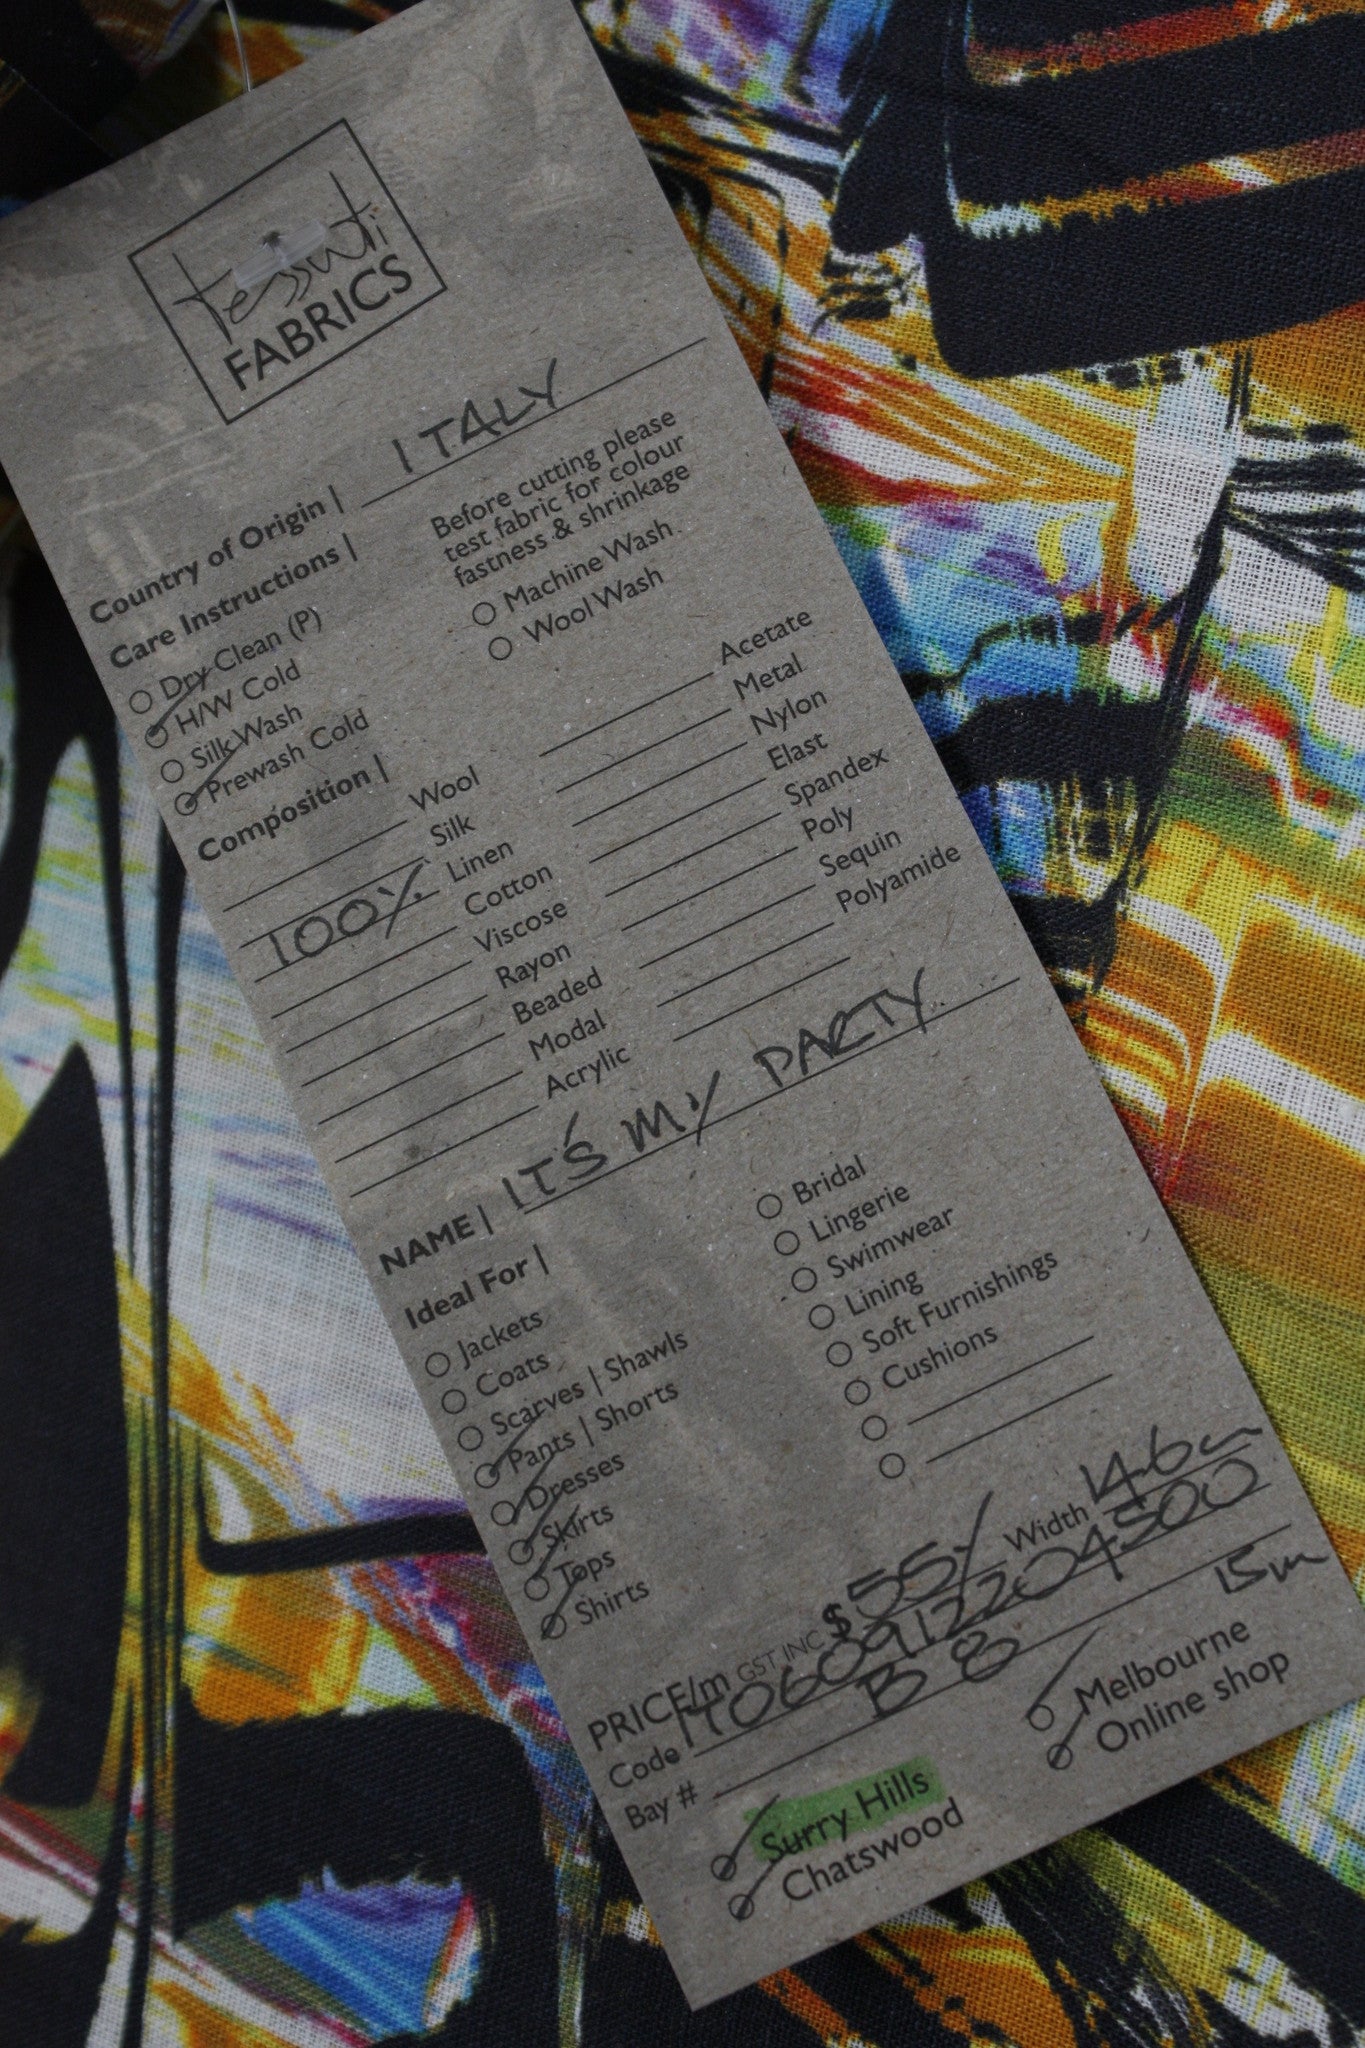 tessuti
FABRICS
Country of Origin | ITALY
Care Instructions |
Before cutting please
test fabric for colour
fastness & shrinkage
Dry Clean (P)
H/W Cold
Silk Wash
Prewash Cold
Machine Wash
Wool Wash
Composition |
Wool
Silk
100% Linen
Cotton
Viscose
Rayon
Beaded
Modal
Acrylic
Acetate
Metal
Nylon
Elast
Spandex
Poly
Sequin
Polyamide
NAME | IT'S MY PARTY
Ideal For |
Jackets
Coats
Scarves | Shawls
Pants | Shorts
Dresses
Skirts
Tops
Shirts
Bridal
Lingerie
Swimwear
Lining
Soft Furnishings
Cushions
PRICE/m GST INC $55/ Width 146cm
Code 1T060912204500
Bay # B 8 15m
Surry Hills
Chatswood
Melbourne
Online shop